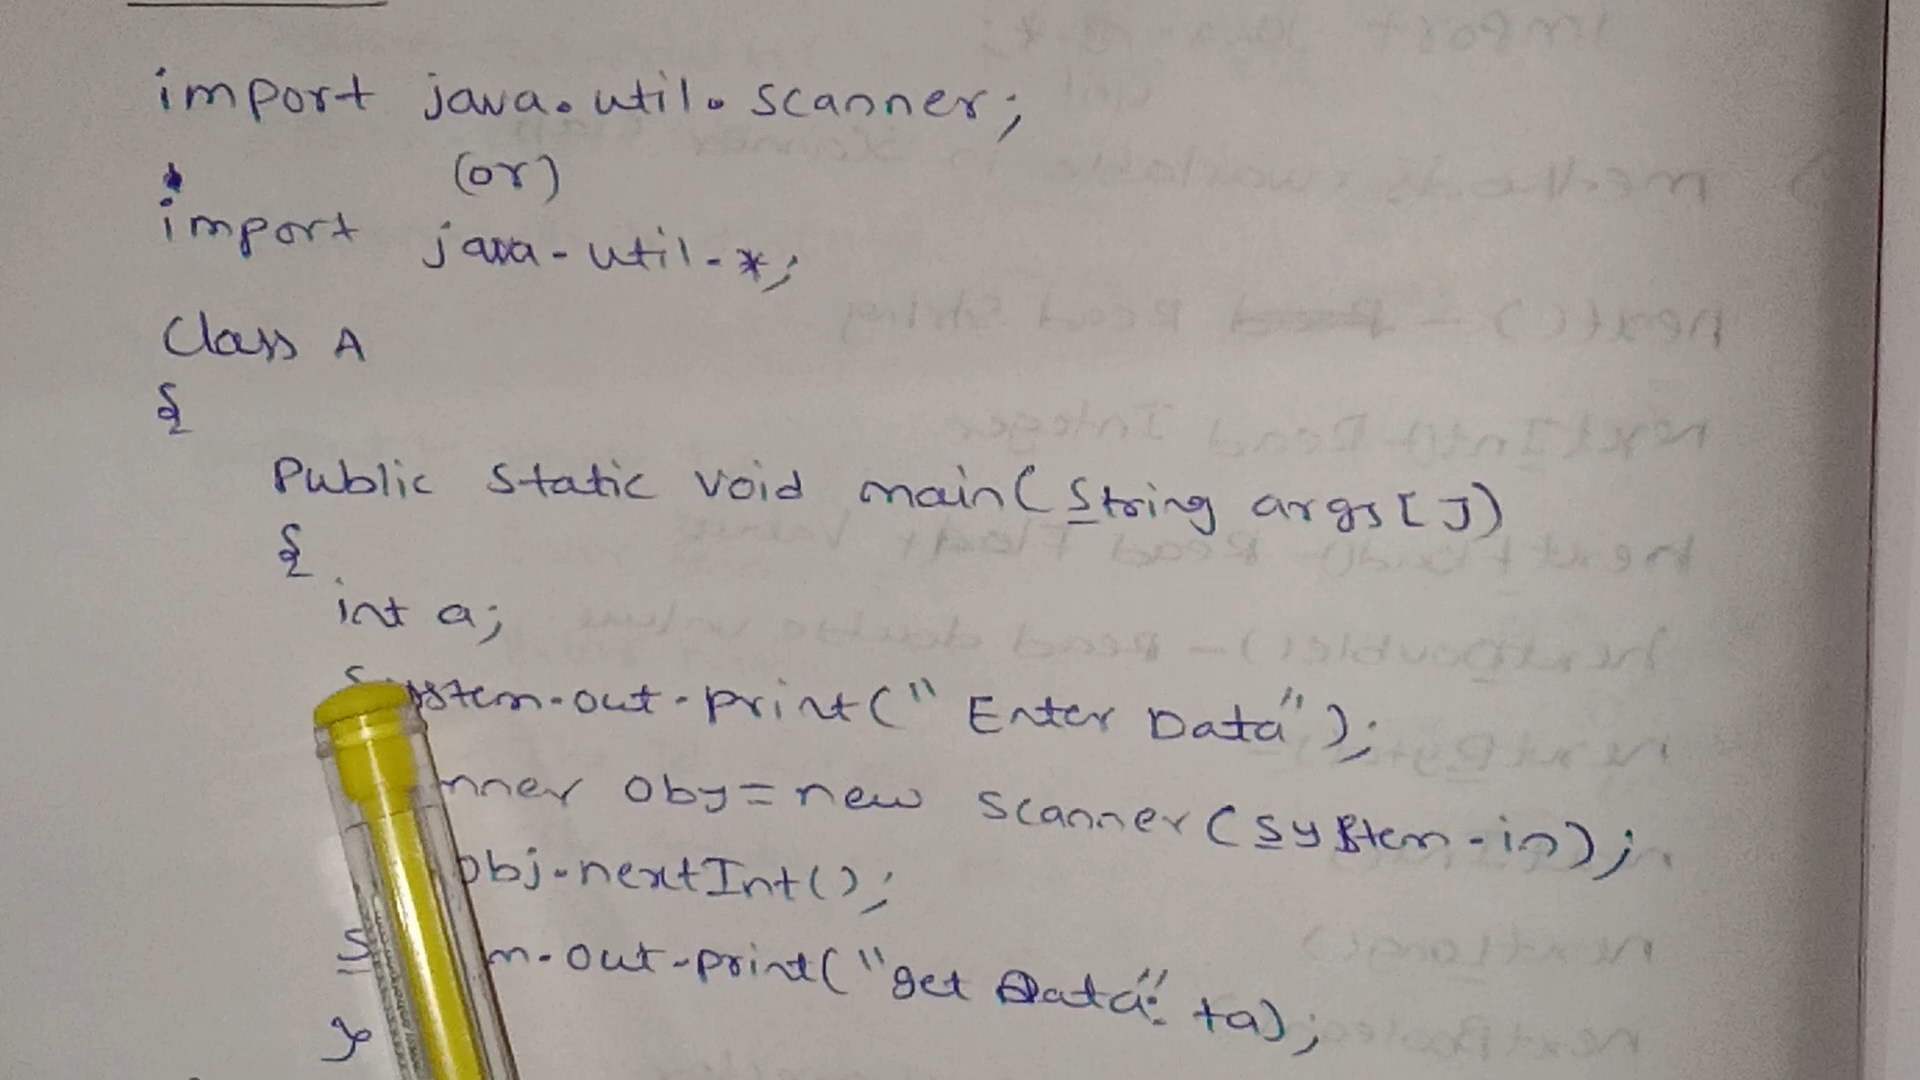 import java.util.scanner;
(or)
import java.util.*;
Class A
{
Public static void main(String args[])
{
int a;
System.out.print("Enter Data");
nner obj=new scanner(System.in);
obj.nextInt();
S m.out.print("get Data:" +a);
}